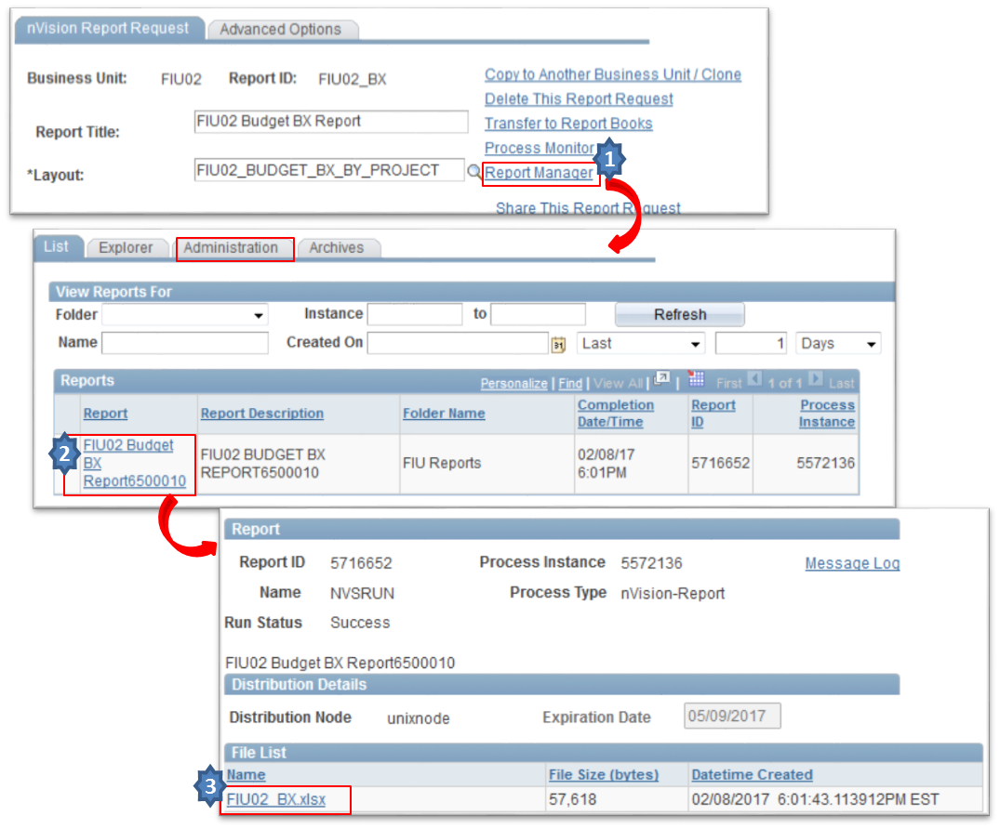 nVision Report Request Advanced Options
Business Unit: FIU02 Report ID: FIU02_BX
Copy to Another Business Unit / Clone
Delete This Report Request
Report Title: FIU02 Budget BX Report
Transfer to Report Books
Process Monitor
1
*Layout: FIU02_BUDGET_BX_BY_PROJECT
Report Manager
Share This Report Request
List Explorer Administration Archives
View Reports For
Folder Instance to Refresh
Name Created On 31 Last 1 Days
Reports Personalize | Find | View All | | First 1 of 1 Last
Report Report Description Folder Name Completion Date/Time Report ID Process Instance
2
FIU02 Budget BX Report6500010 FIU02 BUDGET BX REPORT6500010 FIU Reports 02/08/17 6:01PM 5716652 5572136
Report
Report ID 5716652 Process Instance 5572136 Message Log
Name NVSRUN Process Type nVision-Report
Run Status Success
FIU02 Budget BX Report6500010
Distribution Details
Distribution Node unixnode Expiration Date 05/09/2017
File List
3
Name File Size (bytes) Datetime Created
FIU02_BX.xlsx 57,618 02/08/2017 6:01:43.113912PM EST